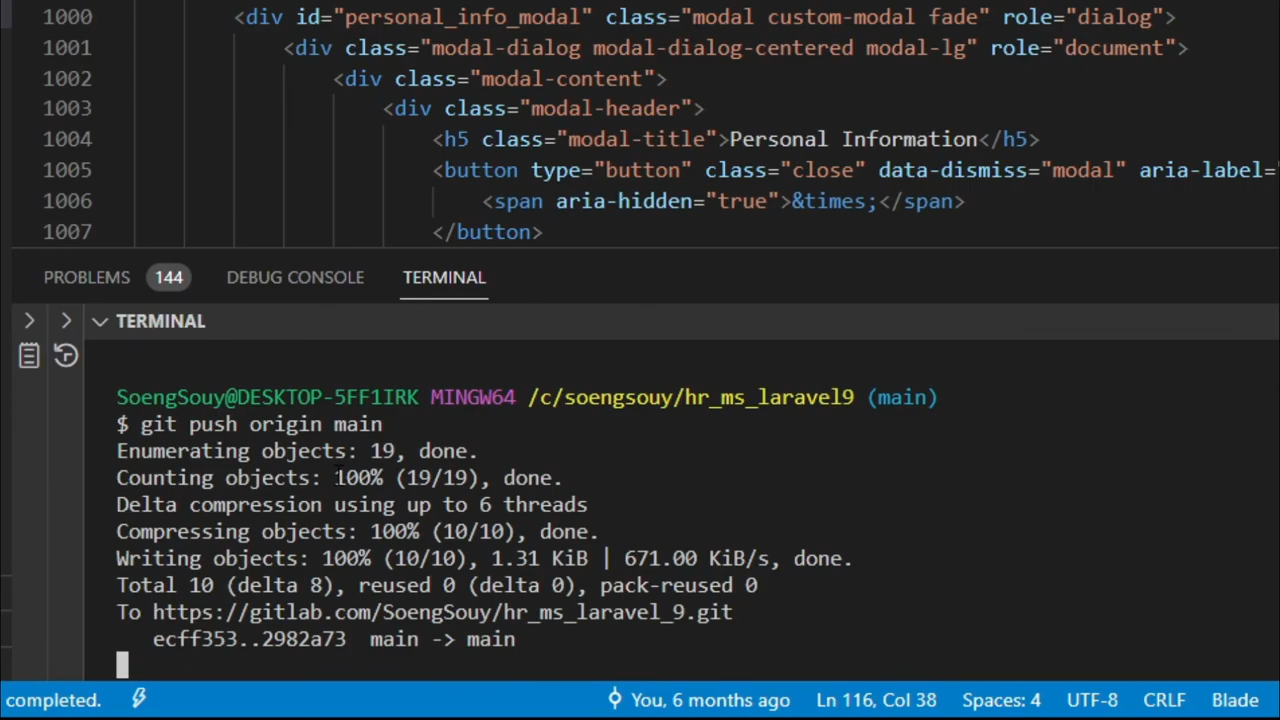 1000 <div id="personal_info_modal" class="modal custom-modal fade" role="dialog">
1001 <div class="modal-dialog modal-dialog-centered modal-lg" role="document">
1002 <div class="modal-content">
1003 <div class="modal-header">
1004 <h5 class="modal-title">Personal Information</h5>
1005 <button type="button" class="close" data-dismiss="modal" aria-label=
1006 <span aria-hidden="true">&times;</span>
1007 </button>
PROBLEMS 144 DEBUG CONSOLE TERMINAL
TERMINAL
SoengSouy@DESKTOP-5FF1IRK MINGW64 /c/soengsouy/hr_ms_laravel9 (main)
$ git push origin main
Enumerating objects: 19, done.
Counting objects: 100% (19/19), done.
Delta compression using up to 6 threads
Compressing objects: 100% (10/10), done.
Writing objects: 100% (10/10), 1.31 KiB | 671.00 KiB/s, done.
Total 10 (delta 8), reused 0 (delta 0), pack-reused 0
To https://gitlab.com/SoengSouy/hr_ms_laravel_9.git
ecff353..2982a73 main -> main
completed. You, 6 months ago Ln 116, Col 38 Spaces: 4 UTF-8 CRLF Blade